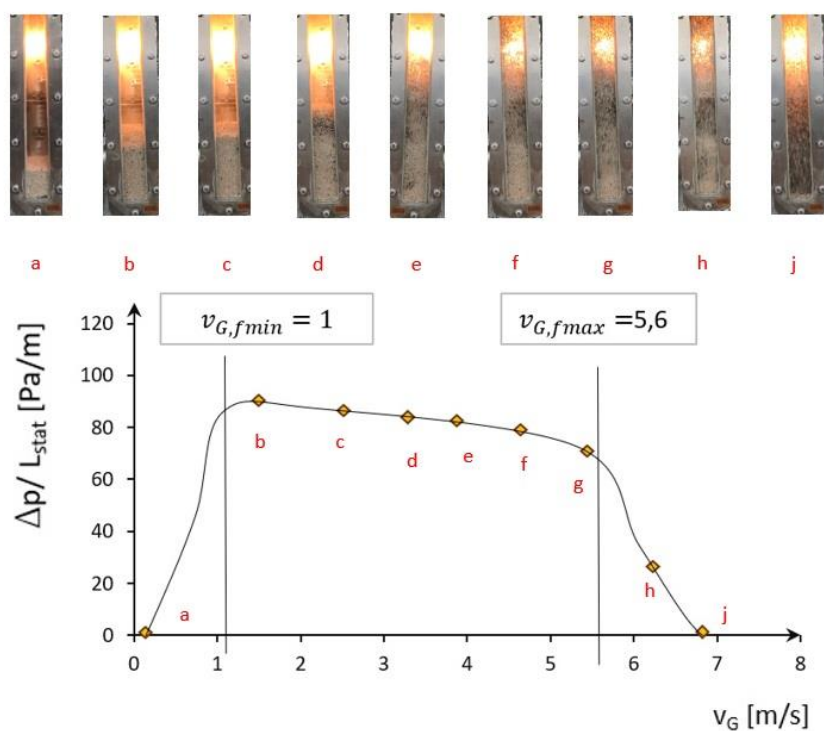 a b c d e f g h j
v_G,fmin = 1
v_G,fmax =5,6
Δp/ L_stat [Pa/m]
120
100
80
60
40
20
0
a
b
c
d
e
f
g
h
j
0 1 2 3 4 5 6 7 8
v_G [m/s]